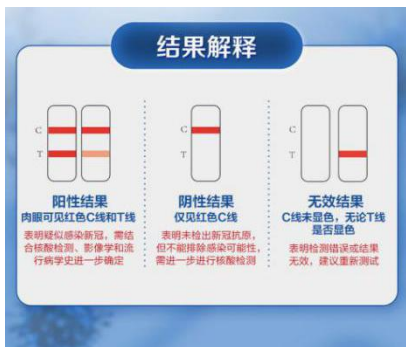 结果解释
C
T
阳性结果
肉眼可见红色C线和T线
表明疑似感染新冠，需结
合核酸检测、影像学和流
行病学史进一步确定
C
T
阴性结果
仅见红色C线
表明未检出新冠抗原，
但不能排除感染可能性，
需进一步进行核酸检测
C
T
无效结果
C线未显色，无论T线
是否显色
表明检测错误或结果
无效，建议重新测试